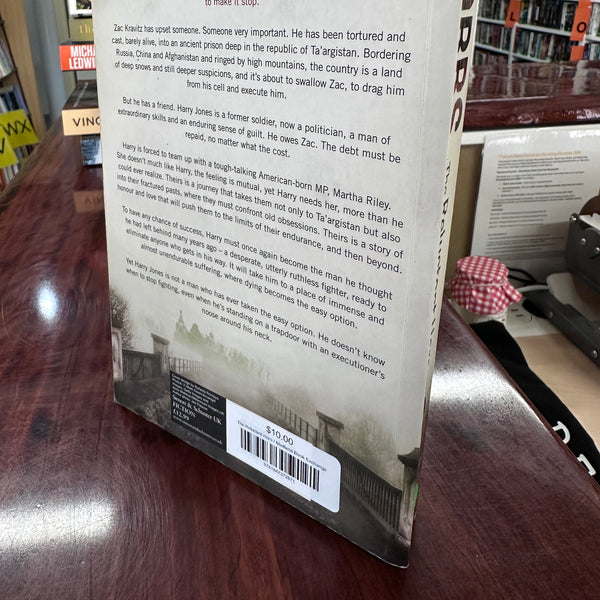 to make it stop.
Zac Kravitz has upset someone. Someone very important. He has been tortured and
cast, barely alive, into an ancient prison deep in the republic of Ta'argistan. Bordering
Russia, China and Afghanistan and ringed by high mountains, the country is a land
of deep snows and still deeper suspicions, and it's about to swallow Zac, to drag him
from his cell and execute him.
But he has a friend. Harry Jones is a former soldier, now a politician, a man of
extraordinary skills and an enduring sense of guilt. He owes Zac. The debt must be
repaid, no matter what the cost.
Harry is forced to team up with a tough-talking American-born MP, Martha Riley.
She doesn't much like Harry, the feeling is mutual, yet Harry needs her, more than he
could ever realize. Theirs is a journey that takes them not only to Ta'argistan but also
into their fractured pasts, where they must confront old obsessions. Theirs is a story of
honour and love that will push them to the limits of their endurance, and then beyond.
To have any chance of success, Harry must once again become the man he thought
he had left behind many years ago – a desperate, utterly ruthless fighter, ready to
eliminate anyone who gets in his way. It will take him to a place of immense and
almost unendurable suffering, where dying becomes the easy option.
Yet Harry Jones is not a man who has ever taken the easy option. He doesn't know
when to stop fighting, even when he's standing on a trapdoor with an executioner's
noose around his neck.
Simon & Schuster UK
FICTION
£12.99
$10.00
MICHA
LEDWI
VINC
WX